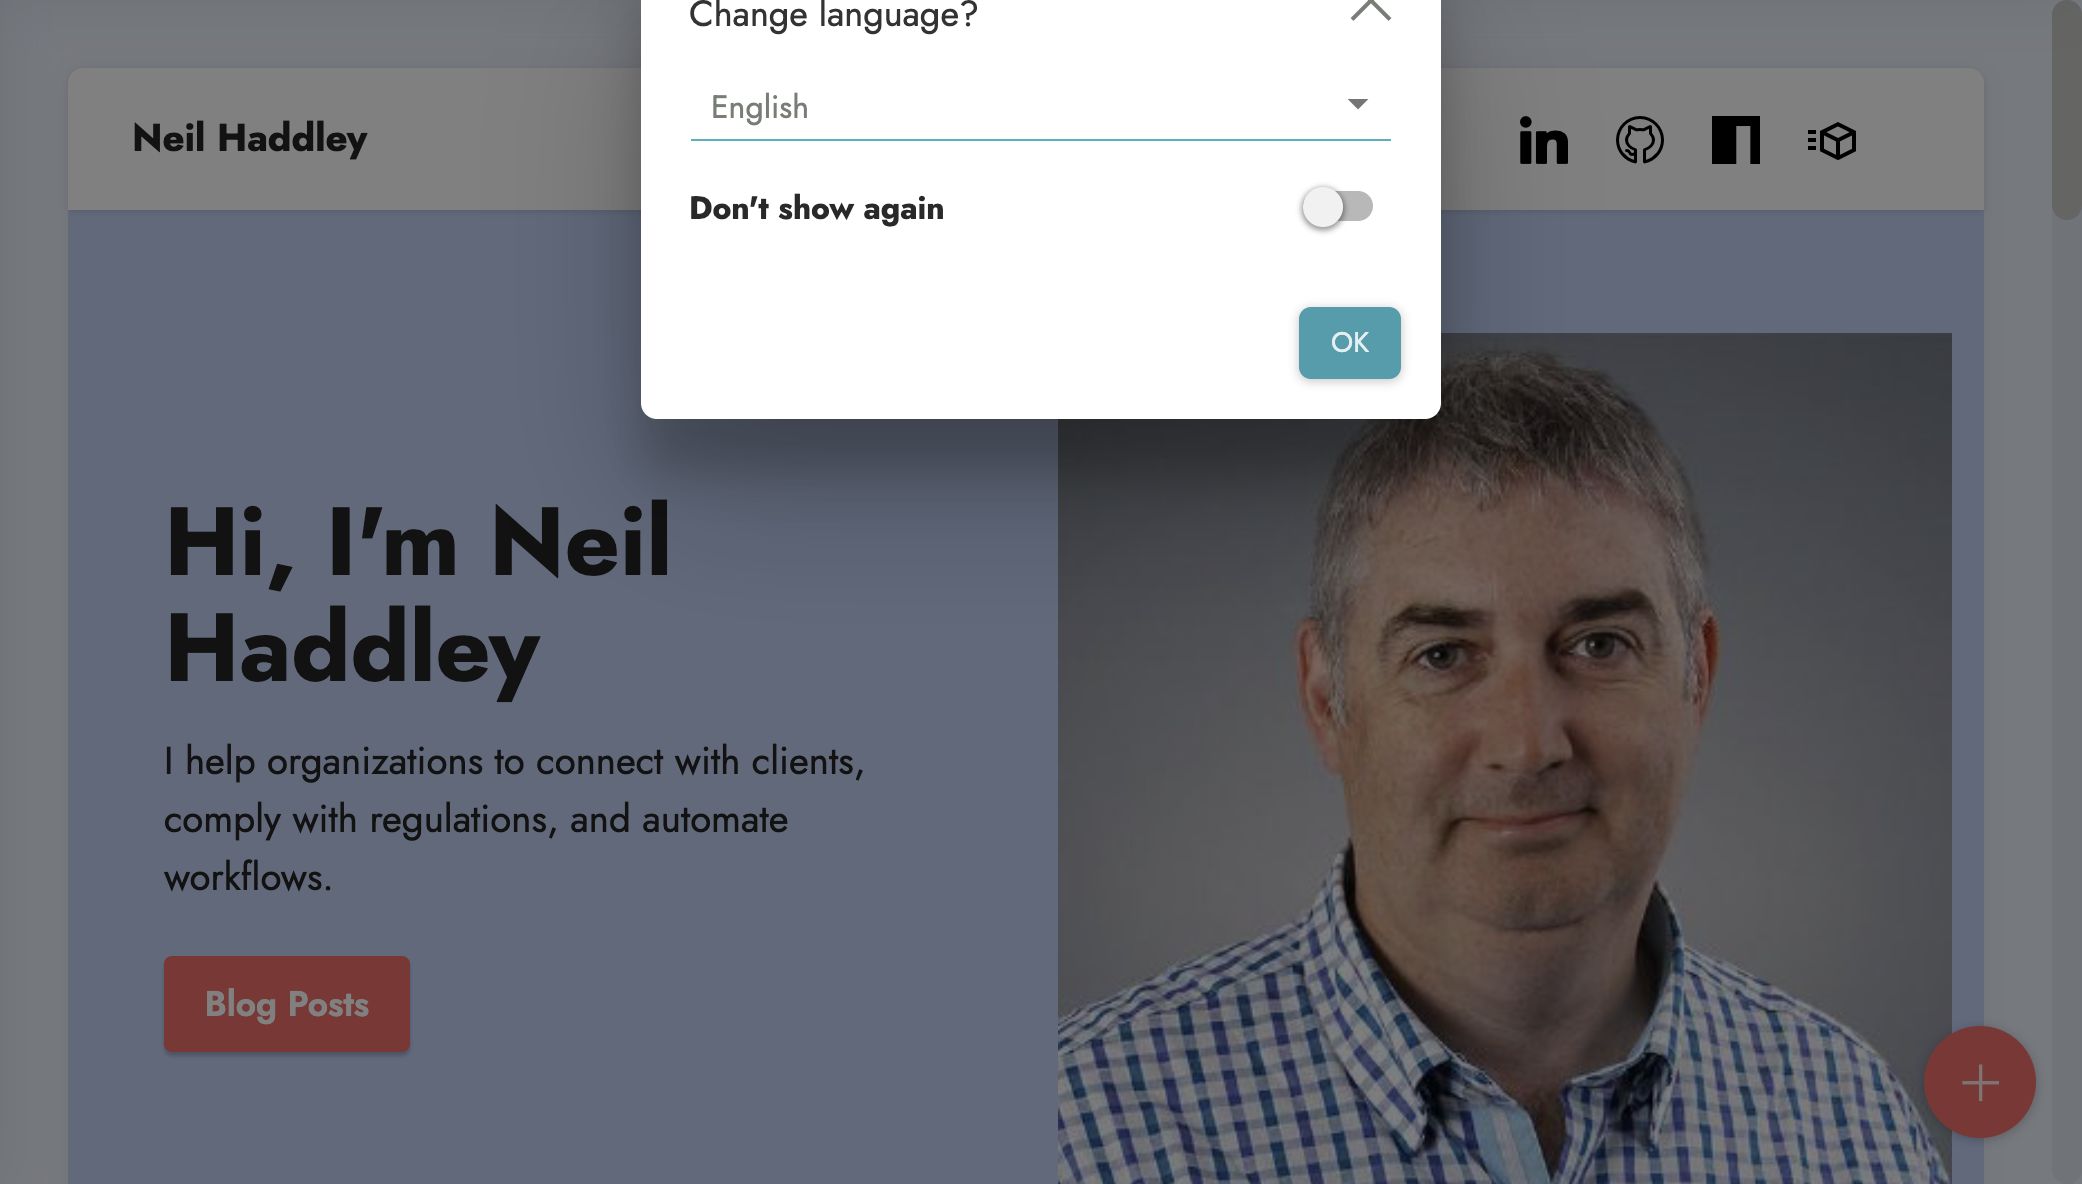 Change language?
English
Neil Haddley
Don't show again
OK
Hi, I'm Neil
Haddley
I help organizations to connect with clients,
comply with regulations, and automate
workflows.
Blog Posts